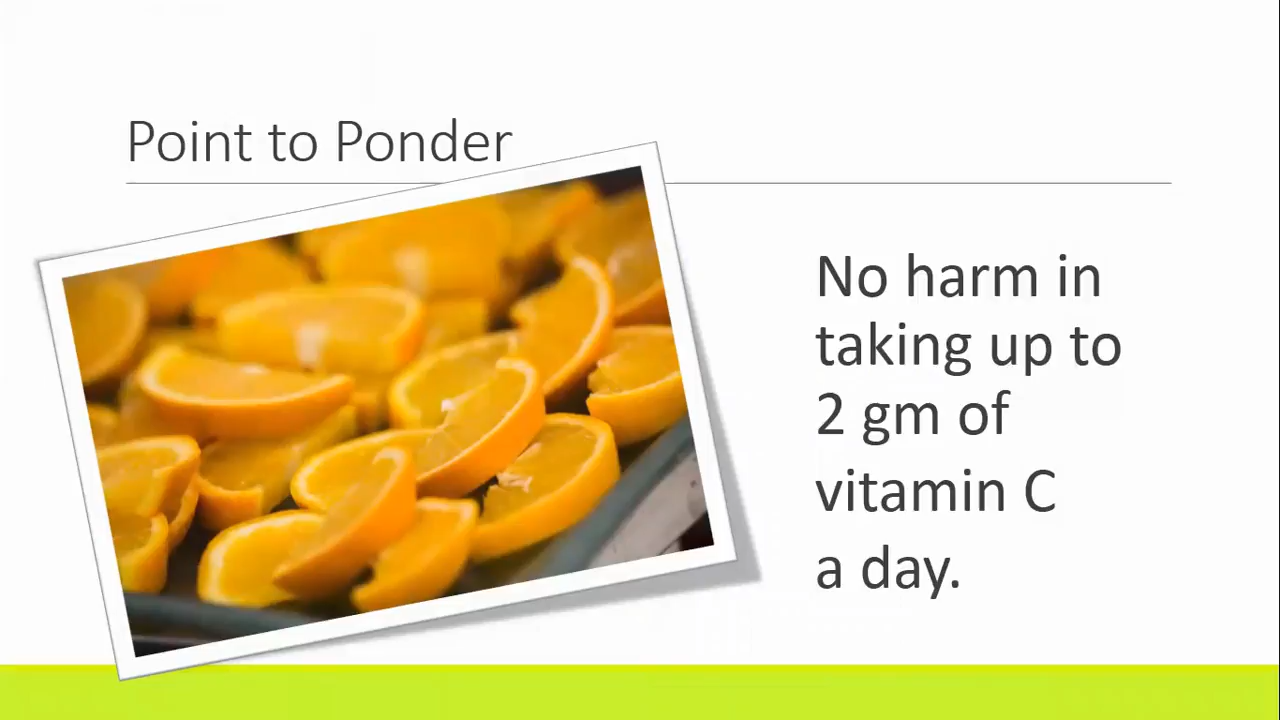 Point to Ponder
No harm in
taking up to
2 gm of
vitamin C
a day.